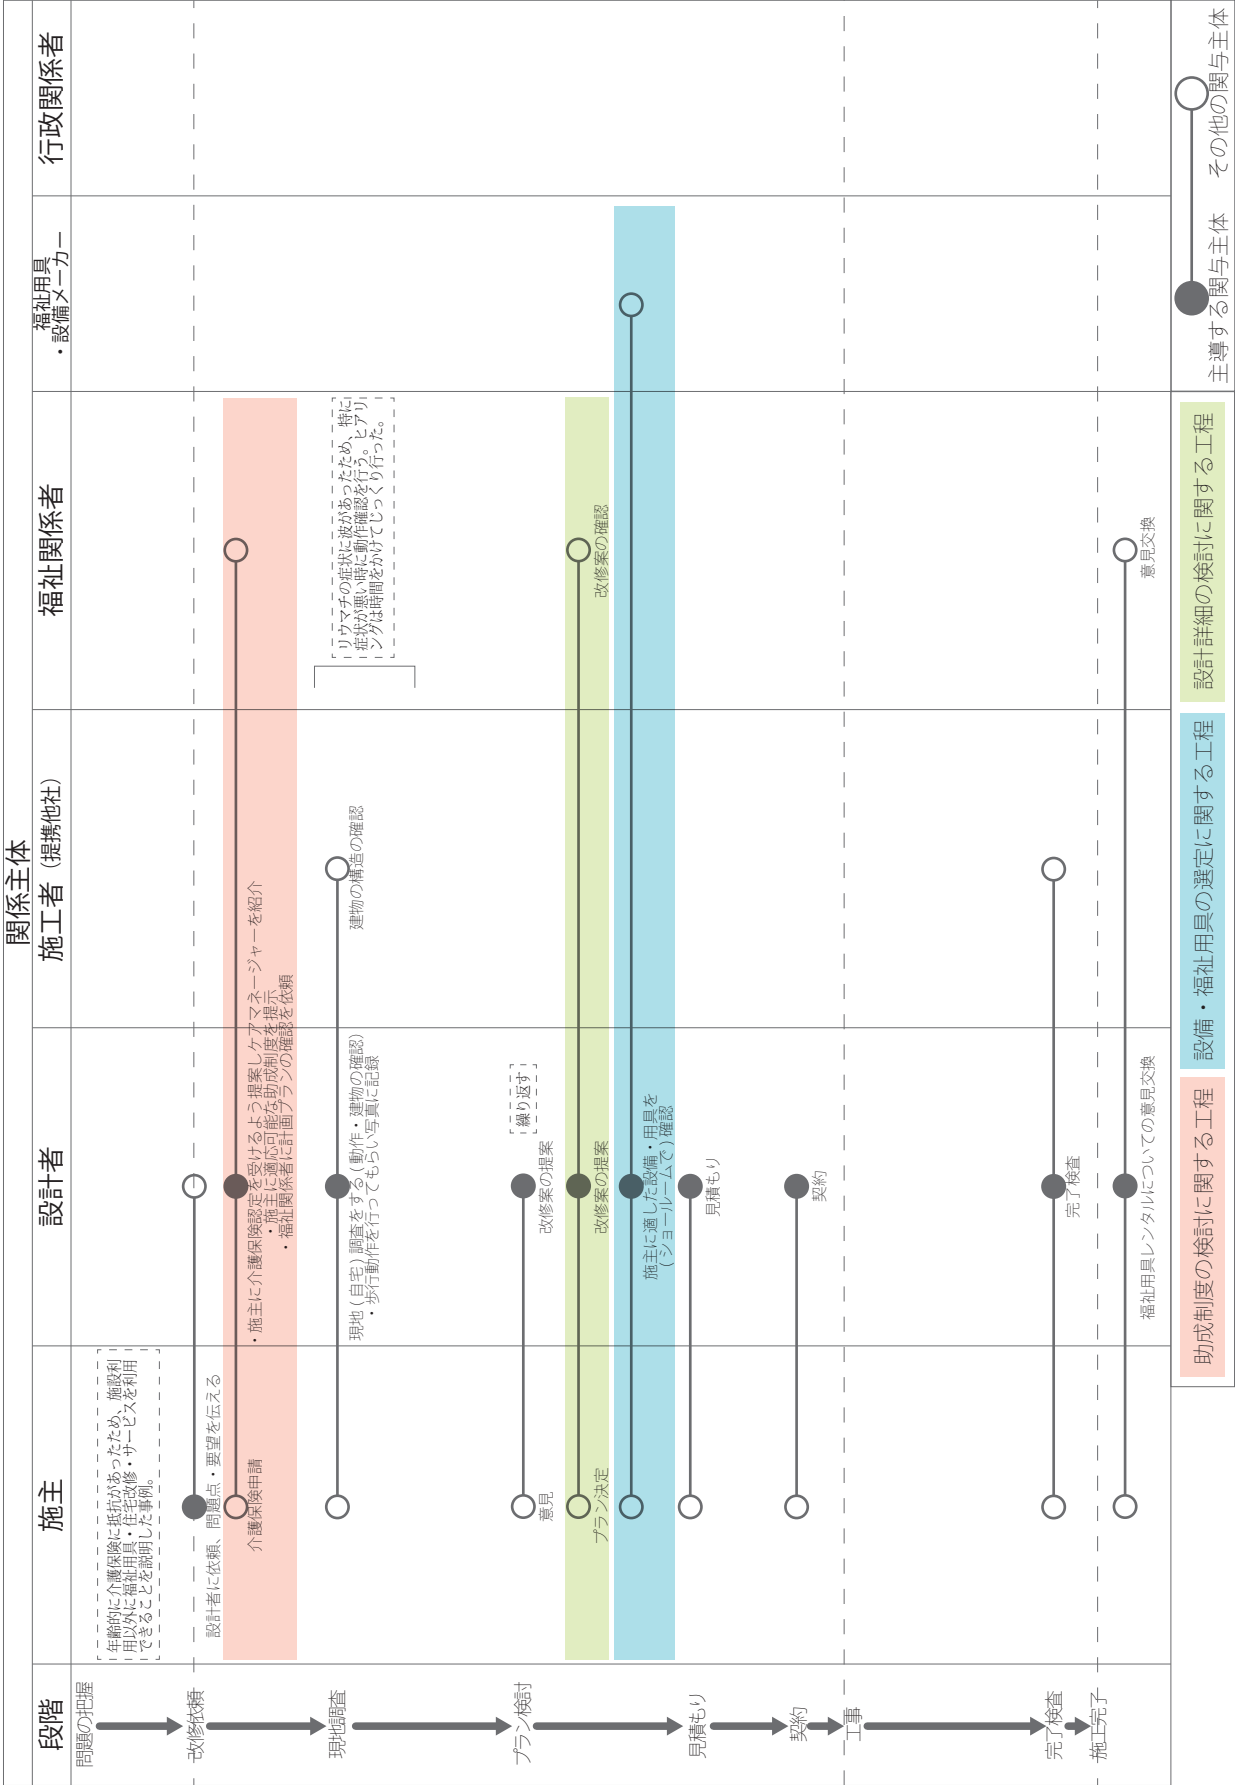 関係主体
段階
施主
設計者
施工者（提携他社）
福祉関係者
福祉用具
・設備メーカー
行政関係者
問題の把握
年齢的に介護保険に抵抗があったため、施設利
用以外に福祉用具・住宅改修・サービスを利用
できることを説明した事例。
改修依頼
設計者に依頼、問題点・要望を伝える
介護保険申請
・施主に介護保険認定を受けるよう提案しケアマネージャーを紹介
・施主に適応可能な助成制度を提示
・福祉関係者に計画プランの確認を依頼
現地調査
現地（自宅）調査をする（動作・建物の確認）
・歩行動作を行ってもらい写真に記録
建物の構造の確認
リウマチの症状に波があったため、特に
症状が悪い時に動作確認を行う。ヒアリ
ングは時間をかけてじっくり行った。
プラン検討
意見
改修案の提案
繰り返す
プラン決定
改修案の提案
改修案の確認
施主に適した設備・用具を
（ショールームで）確認
見積もり
見積もり
契約
契約
工事
完了検査
完了検査
施工完了
福祉用具レンタルについての意見交換
意見交換
助成制度の検討に関する工程
設備・福祉用具の選定に関する工程
設計詳細の検討に関する工程
主導する関与主体
その他の関与主体